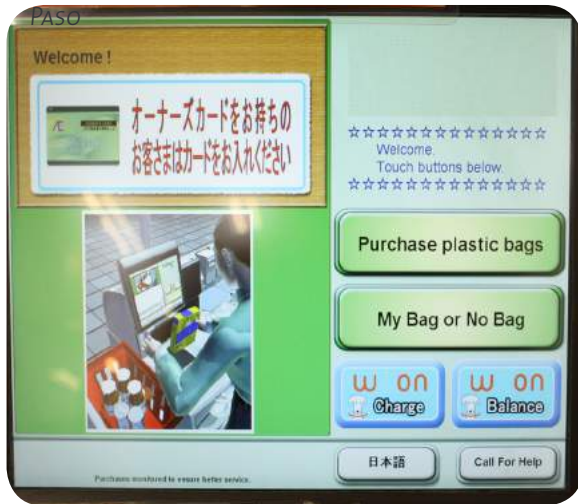 PASO
Welcome !
オーナーズカードをお持ちの
お客さまはカードをお入れください
☆☆☆☆☆☆☆☆☆☆☆☆☆☆
Welcome.
Touch buttons below.
☆☆☆☆☆☆☆☆☆☆☆☆☆☆
Purchase plastic bags
My Bag or No Bag
Charge
Balance
日本語
Call For Help
Purchases monitored to ensure better service.